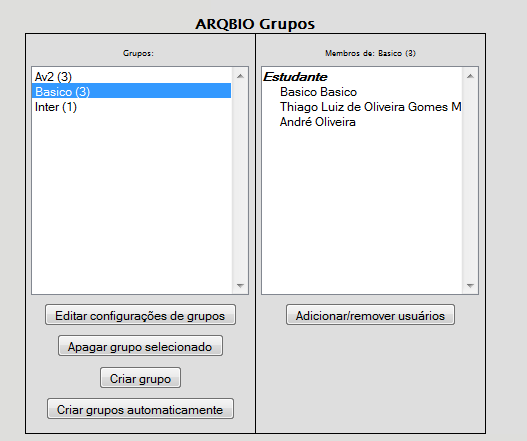 ARQBIO Grupos
Grupos:
Av2 (3)
Basico (3)
Inter (1)
Editar configurações de grupos
Apagar grupo selecionado
Criar grupo
Criar grupos automaticamente
Membros de: Basico (3)
Estudante
Basico Basico
Thiago Luiz de Oliveira Gomes M
André Oliveira
Adicionar/remover usuários